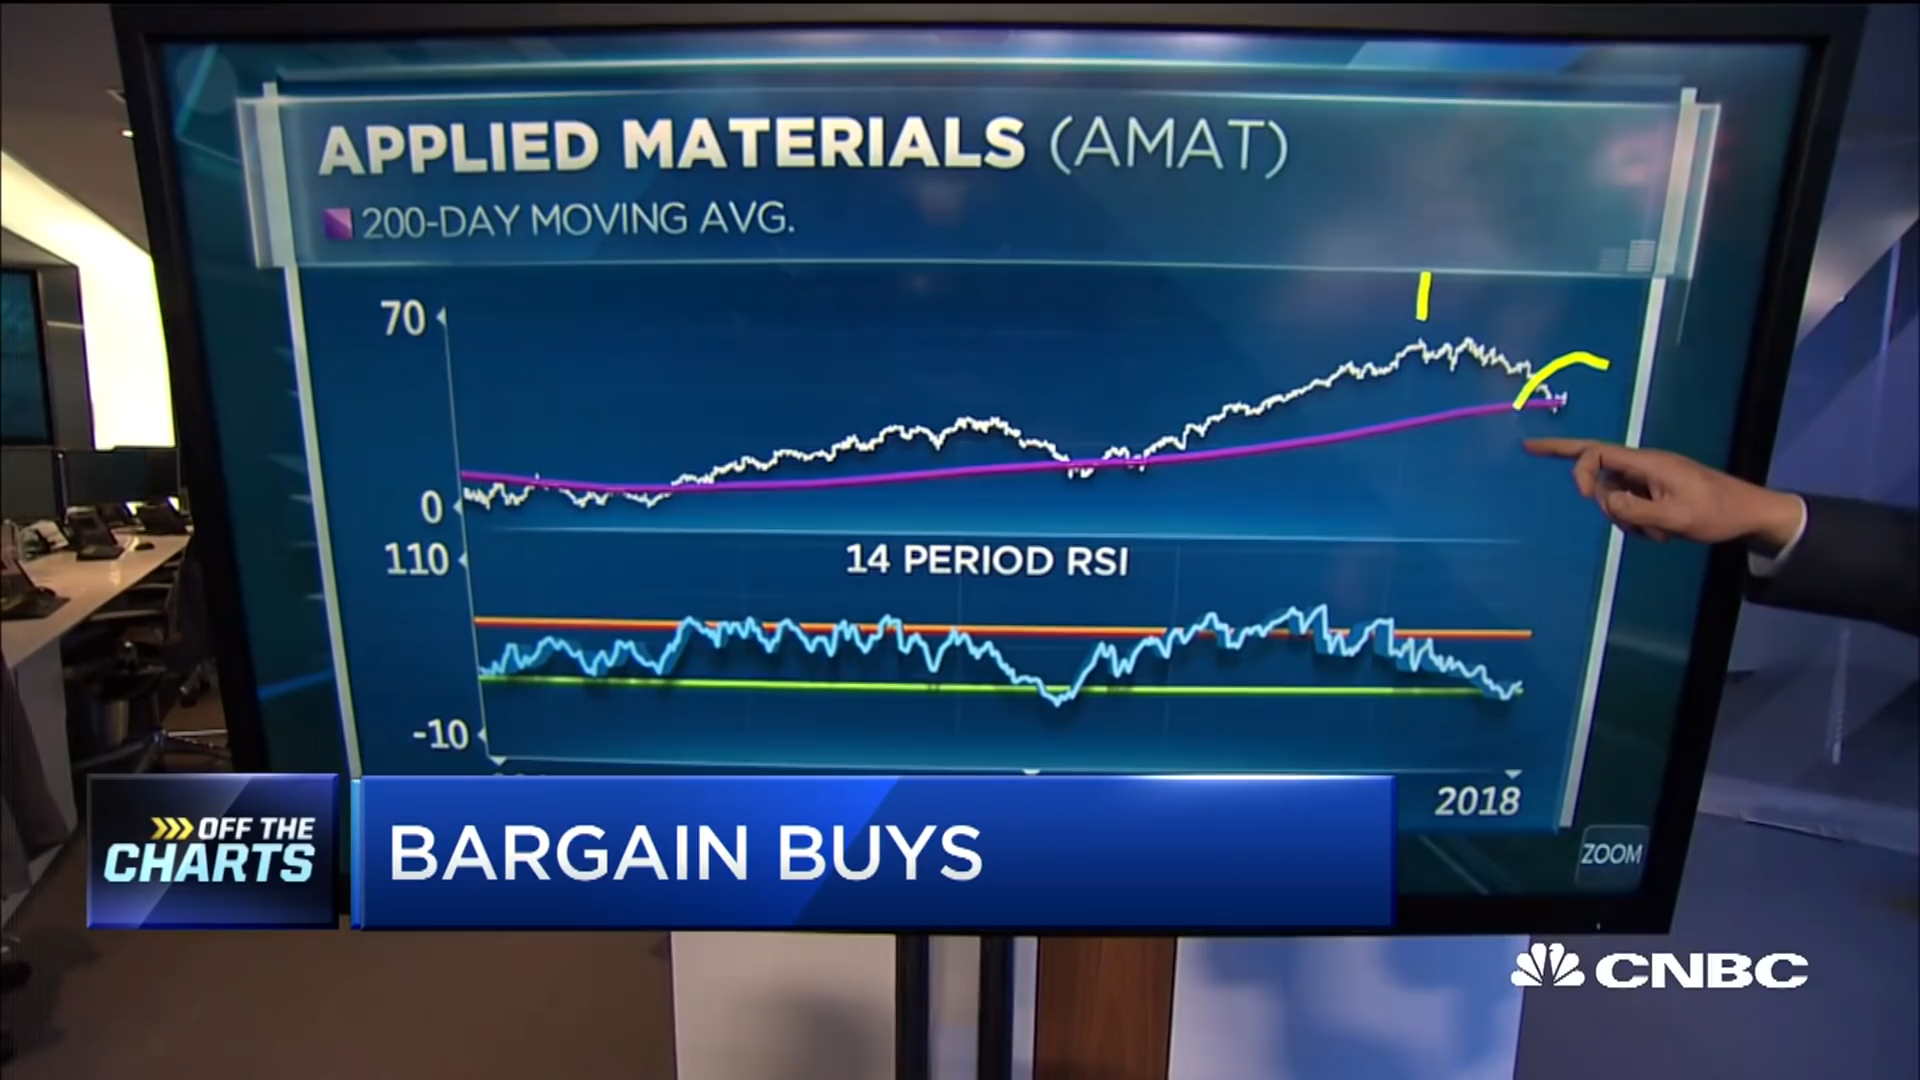 APPLIED MATERIALS (AMAT)
200-DAY MOVING AVG.
70
0
110
14 PERIOD RSI
-10
2018
OFF THE
CHARTS
BARGAIN BUYS
ZOOM
CNBC